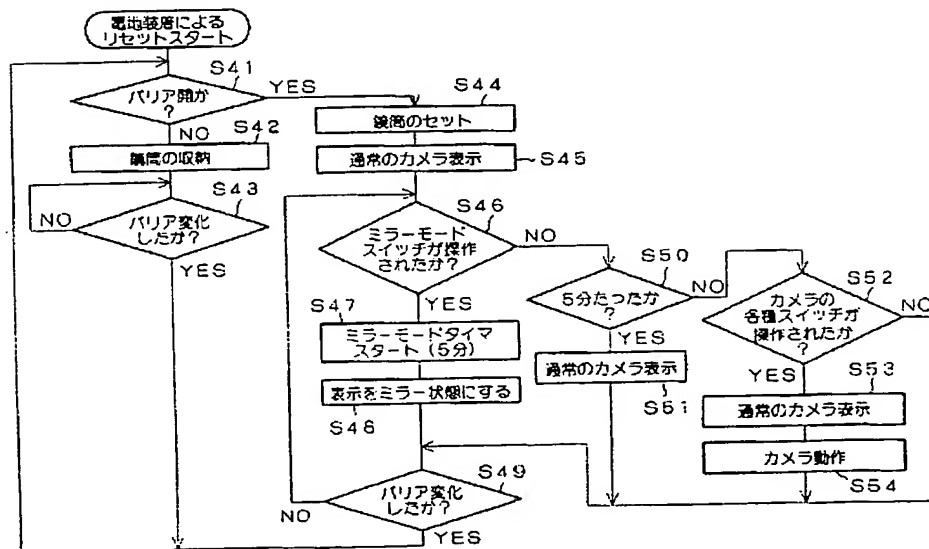 電池装着による
リセットスタート
S41
バリア開か
?
YES
NO
S42
鏡筒の収納
S43
バリア変化
したか?
NO
YES
S44
鏡筒のセット
通常のカメラ表示
S45
S46
ミラーモード
スイッチが操作
されたか?
NO
YES
S47
ミラーモードタイマ
スタート(5分)
表示をミラー状態にする
S48
S49
バリア変化
したか?
NO
YES
S50
5分たったか
?
NO
YES
通常のカメラ表示
S51
S52
カメラの
各種スイッチが
操作されたか
?
NO
YES
S53
通常のカメラ表示
カメラ動作
S54